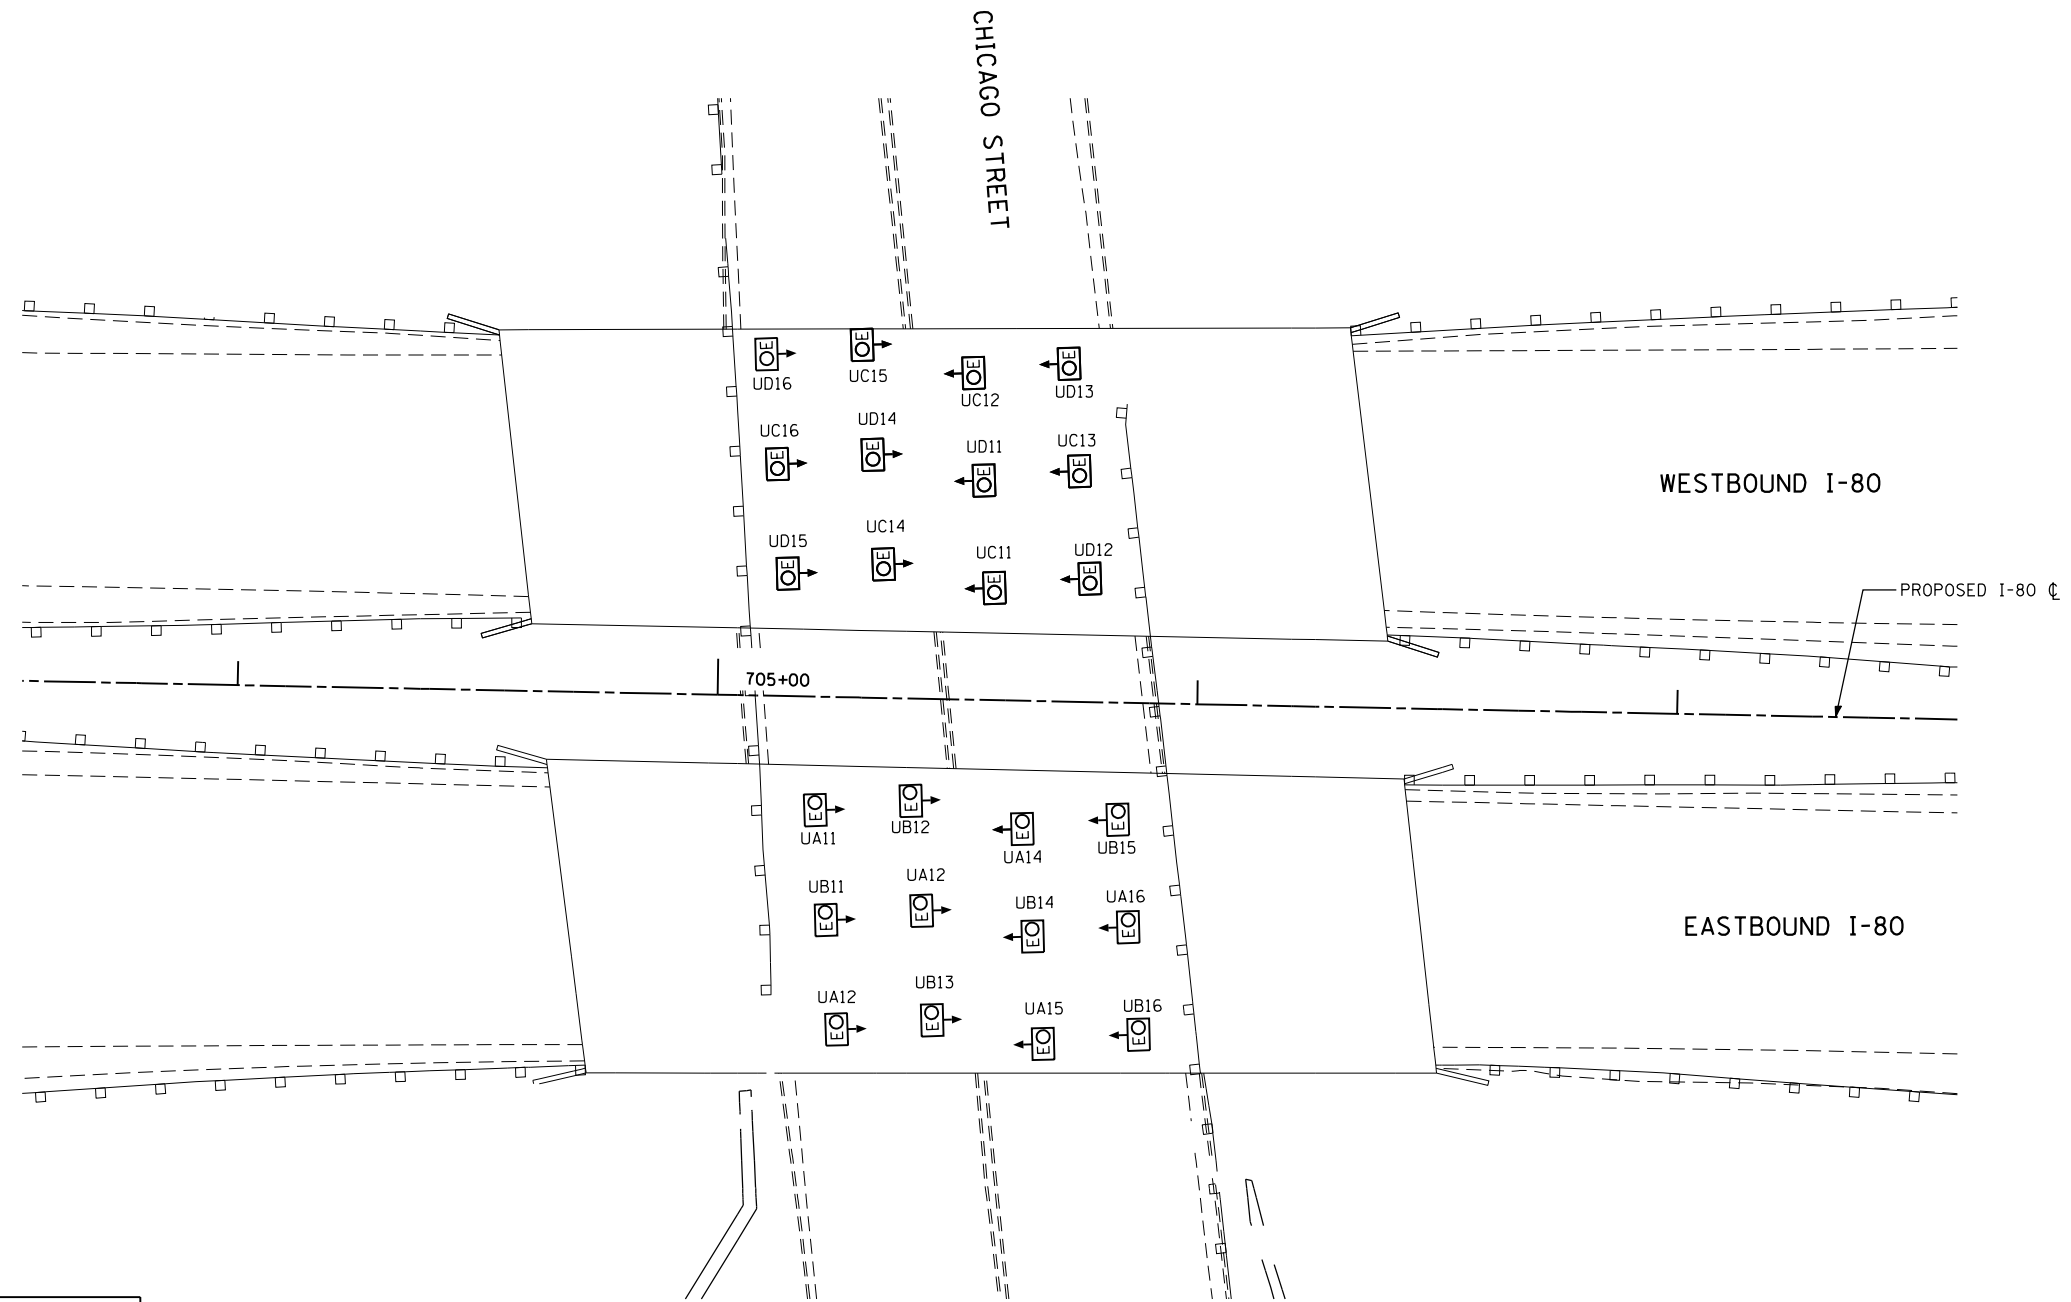 CHICAGO STREET
E
E
E
E
UD16
UC15
UC12
UD13
UC16
UD14
UD11
UC13
E
E
E
E
WESTBOUND I-80
UD15
UC14
UC11
UD12
E
E
E
E
PROPOSED I-80 ℄
705+00
E
E
E
E
UA11
UB12
UA14
UB15
UB11
UA12
UB14
UA16
E
E
E
E
EASTBOUND I-80
UA12
UB13
UA15
UB16
E
E
E
E